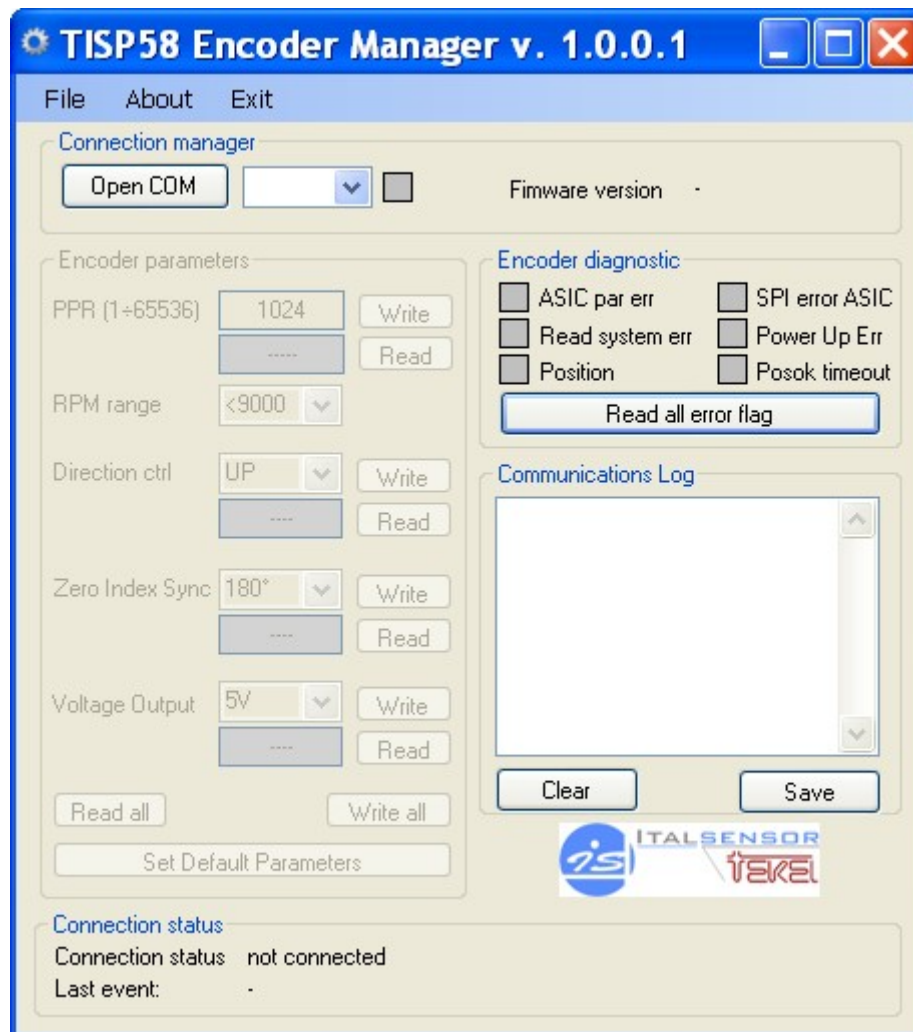 TISP58 Encoder Manager v. 1.0.0.1
File About Exit
Connection manager
Open COM
Fimware version -
Encoder parameters
PPR (1÷65536) 1024 Write
----- Read
RPM range <9000
Direction ctrl UP Write
---- Read
Zero Index Sync 180° Write
---- Read
Voltage Output 5V Write
---- Read
Read all Write all
Set Default Parameters
Encoder diagnostic
ASIC par err SPI error ASIC
Read system err Power Up Err
Position Posok timeout
Read all error flag
Communications Log
Clear Save
is ITALSENSOR
TEKEL
Connection status
Connection status not connected
Last event: -